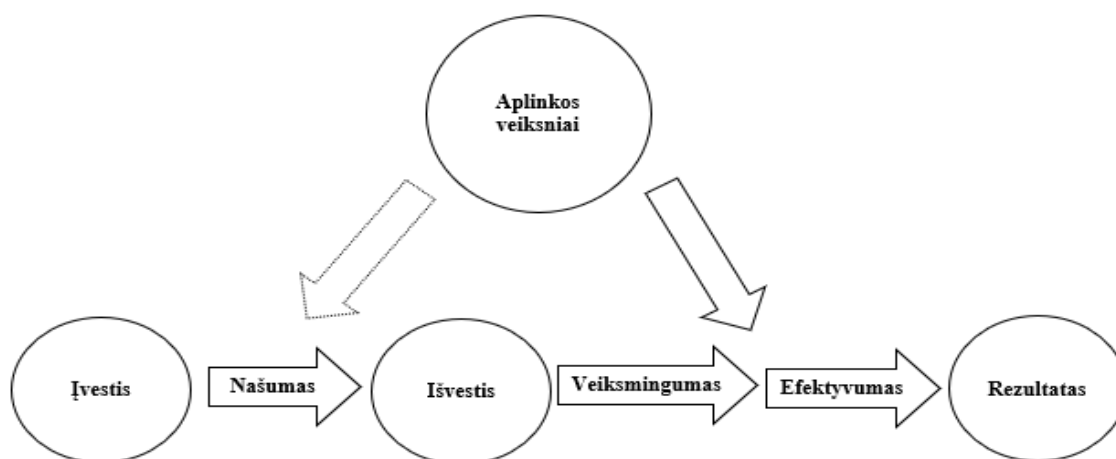 Aplinkos
veiksniai
Įvestis
Našumas
Išvestis
Veiksmingumas
Efektyvumas
Rezultatas